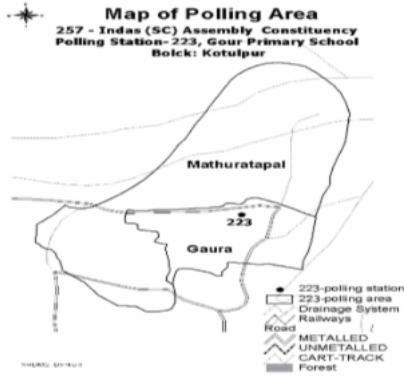 Map of Polling Area
257 - Indas (SC) Assembly Constituency
Polling Station-223, Gour Primary School
Bolck: Kotulpur
Mathuratapal
223
Gaura
223-polling station
223-polling area
Drainage System
Railways
Road
METALLED
UNMETALLED
CART-TRACK
Forest